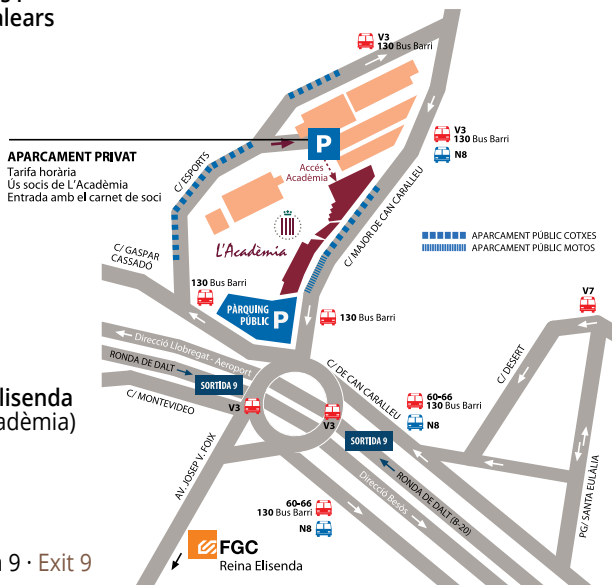 alears
V3
130 Bus Barri
V3
130 Bus Barri
N8
P
APARCAMENT PRIVAT
Tarifa horària
Ús socis de L'Acadèmia
Entrada amb el carnet de soci
C/ ESPORTS
Accés
Acadèmia
L'Acadèmia
C/ MAJOR DE CAN CARALLEU
APARCAMENT PÚBLIC COTXES
APARCAMENT PÚBLIC MOTOS
C/ GASPAR
CASSADÓ
130 Bus Barri
PÀRQUING
PÚBLIC P
130 Bus Barri
V7
Direcció Llobregat - Aeroport
RONDA DE DALT
SORTIDA 9
C/ MONTEVIDEO
C/ DE CAN CARALLEU
C/ DESERT
lisenda
adèmia)
V3
V3
60-66
130 Bus Barri
N8
SORTIDA 9
AV. JOSEP V. FOIX
Direcció Besòs
RONDA DE DALT (B-20)
PG/ SANTA EULÀLIA
60-66
130 Bus Barri
N8
FGC
Reina Elisenda
9 · Exit 9